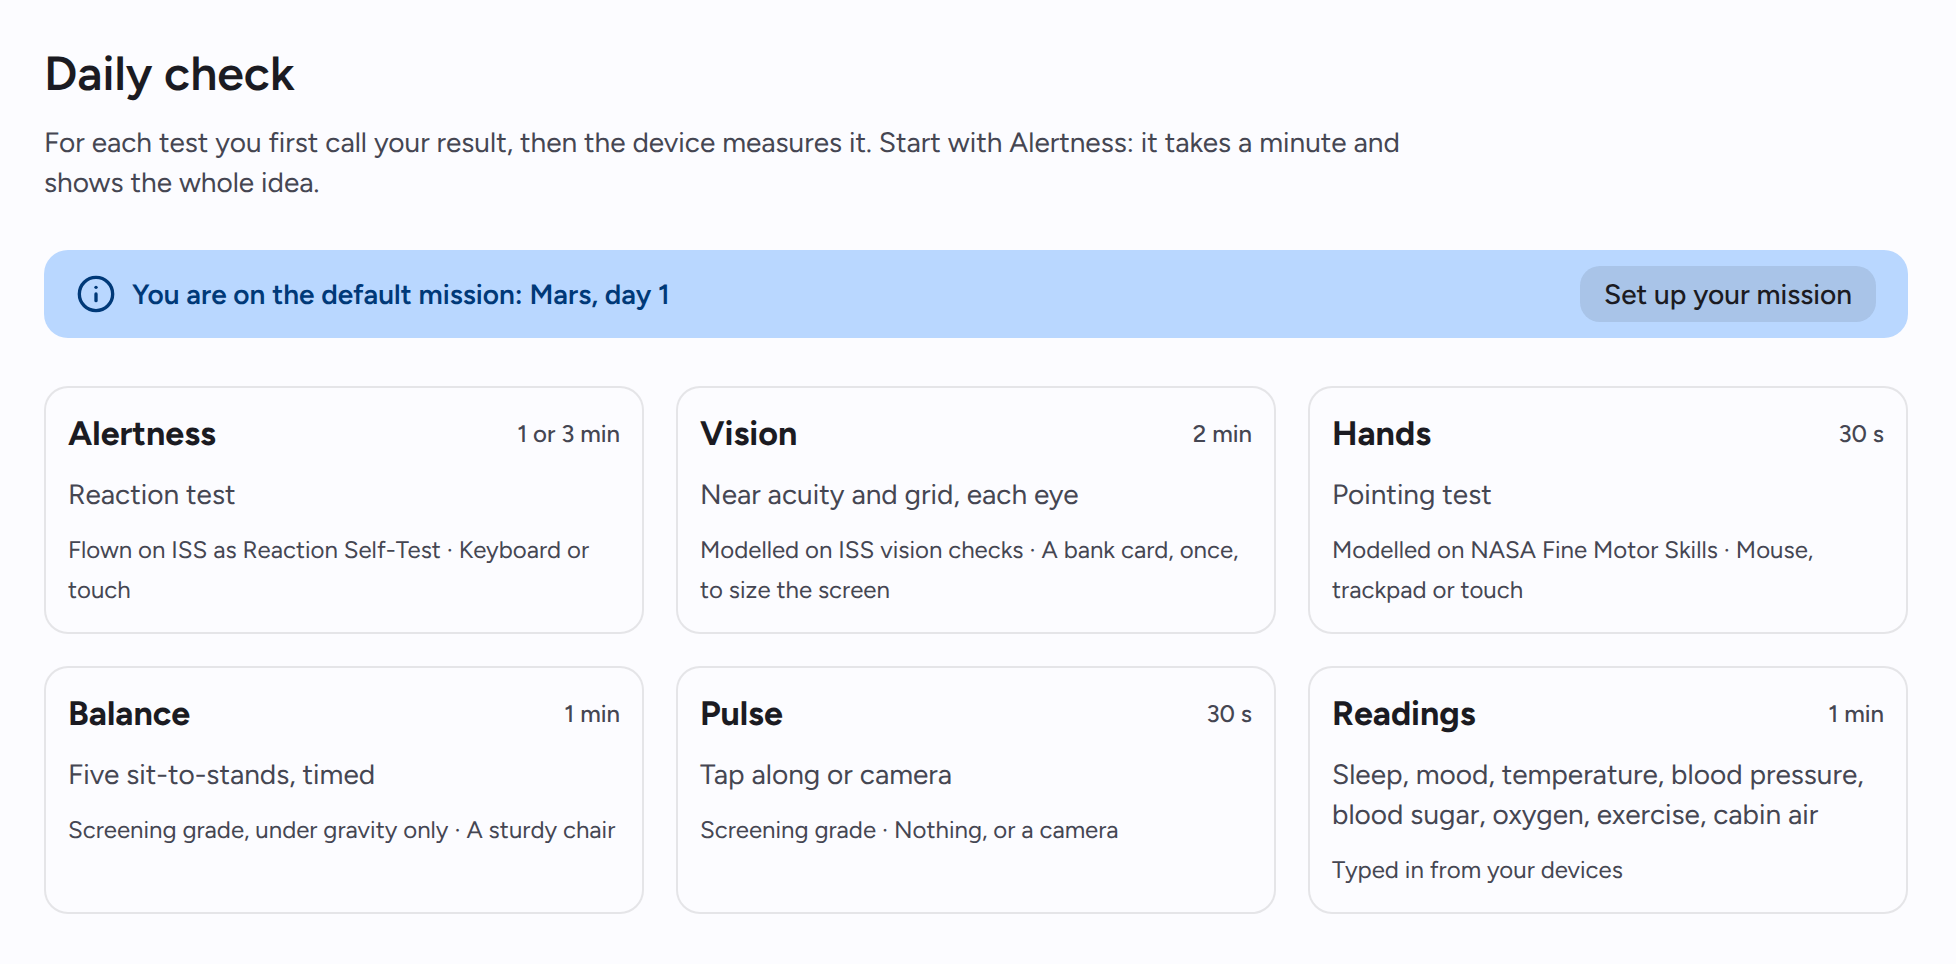 Daily check
For each test you first call your result, then the device measures it. Start with Alertness: it takes a minute and
shows the whole idea.
You are on the default mission: Mars, day 1
Set up your mission
Alertness
1 or 3 min
Reaction test
Flown on ISS as Reaction Self-Test · Keyboard or
touch
Vision
2 min
Near acuity and grid, each eye
Modelled on ISS vision checks · A bank card, once,
to size the screen
Hands
30 s
Pointing test
Modelled on NASA Fine Motor Skills · Mouse,
trackpad or touch
Balance
1 min
Five sit-to-stands, timed
Screening grade, under gravity only · A sturdy chair
Pulse
30 s
Tap along or camera
Screening grade · Nothing, or a camera
Readings
1 min
Sleep, mood, temperature, blood pressure,
blood sugar, oxygen, exercise, cabin air
Typed in from your devices